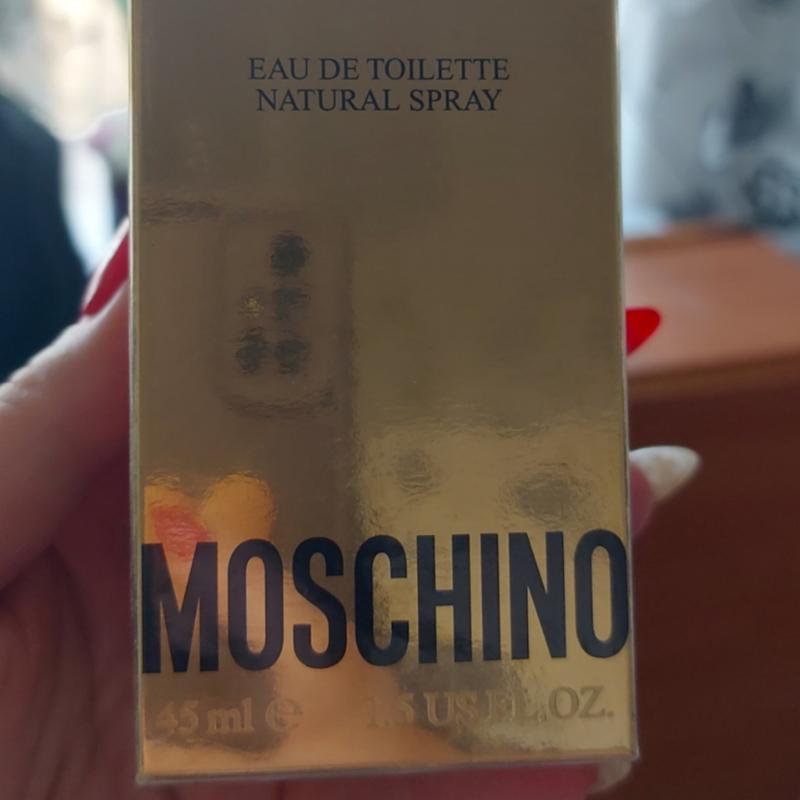 EAU DE TOILETTE
NATURAL SPRAY
MOSCHINO
45 ml e 1.5 US FL.OZ.